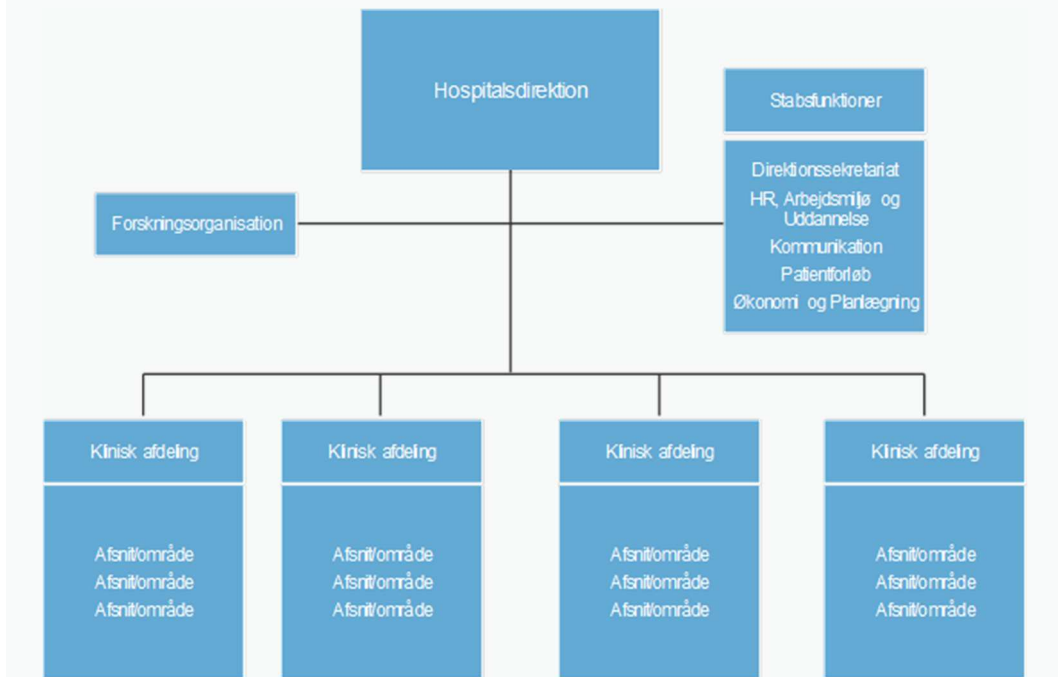 Hospitalsdirektion
Stabsfunktioner
Direktionssekretariat
HR, Arbejdsmiljø og
Uddannelse
Kommunikation
Patientforløb
Økonomi og Planlægning
Forskningsorganisation
Klinisk afdeling
Afsnit/område
Afsnit/område
Afsnit/område
Klinisk afdeling
Afsnit/område
Afsnit/område
Afsnit/område
Klinisk afdeling
Afsnit/område
Afsnit/område
Afsnit/område
Klinisk afdeling
Afsnit/område
Afsnit/område
Afsnit/område